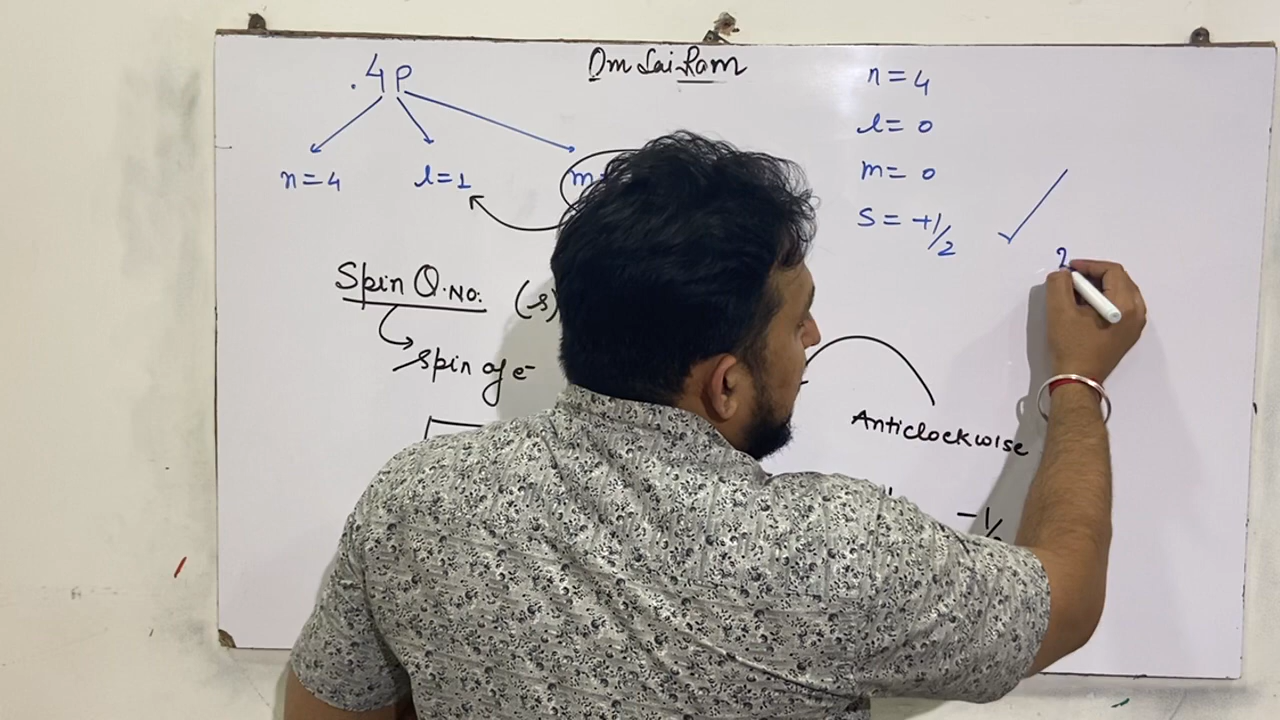 Om Sai Ram
.4P
n=4
l=1
m
n=4
l=0
m=0
S=+1/2
2
Spin Q.No: (s)
Spin of e-
Anticlockwise
-1/